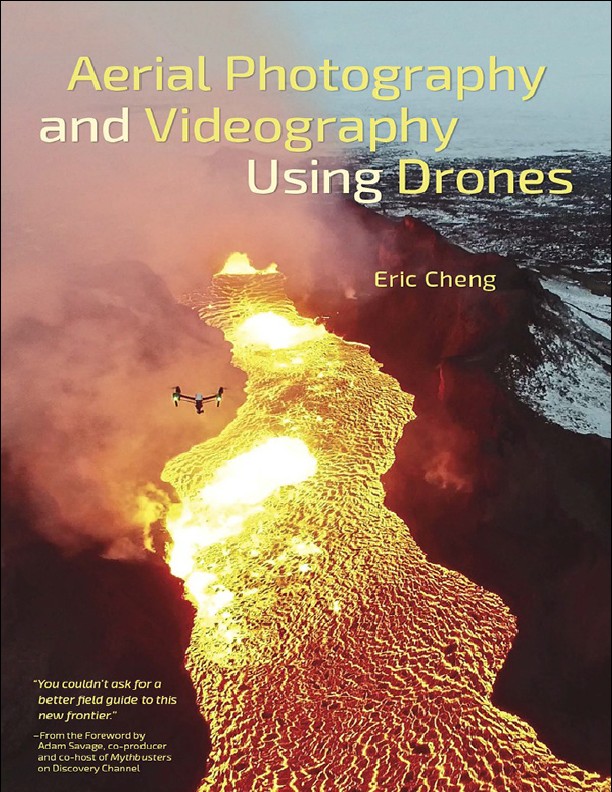 Aerial Photography
and Videography
Using Drones
Eric Cheng
“You couldn’t ask for a
better field guide to this
new frontier.”
–From the Foreword by
Adam Savage, co-producer
and co-host of Mythbusters
on Discovery Channel